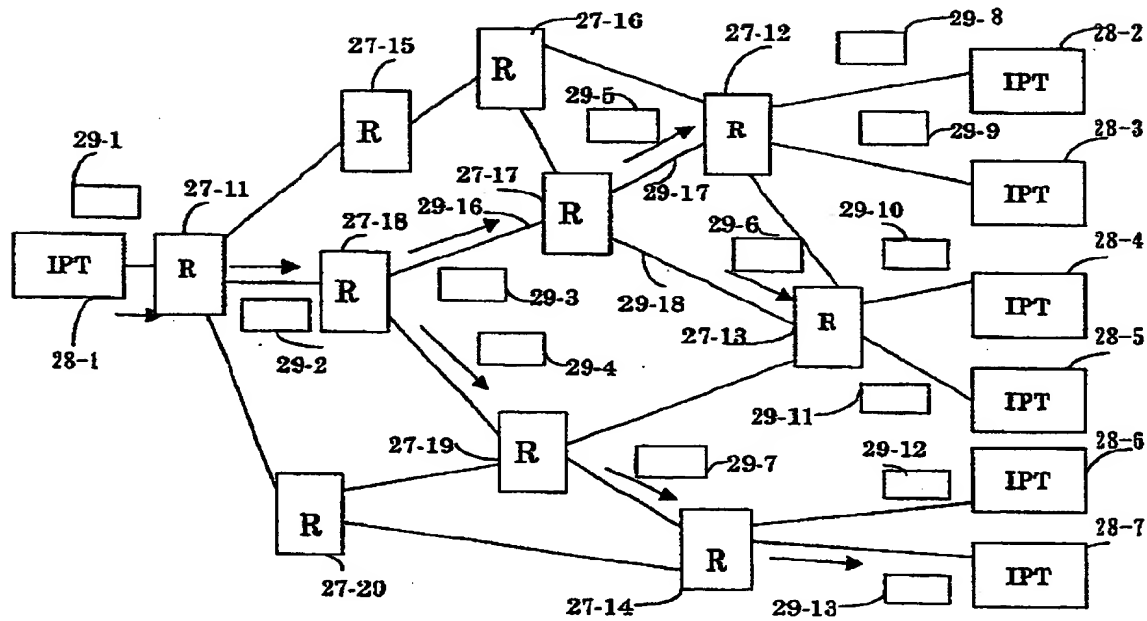 27-16
29-8
27-12
28-2
27-15
R
IPT
29-5
R
R
29-1
29-9
28-3
27-11
27-17
29-17
IPT
27-18
29-16
R
29-6
29-10
28-4
IPT
R
R
29-3
29-18
IPT
R
27-13
28-5
28-1
29-2
29-4
29-11
IPT
27-19
R
29-12
28-6
29-7
IPT
R
28-7
R
27-20
IPT
27-14
29-13